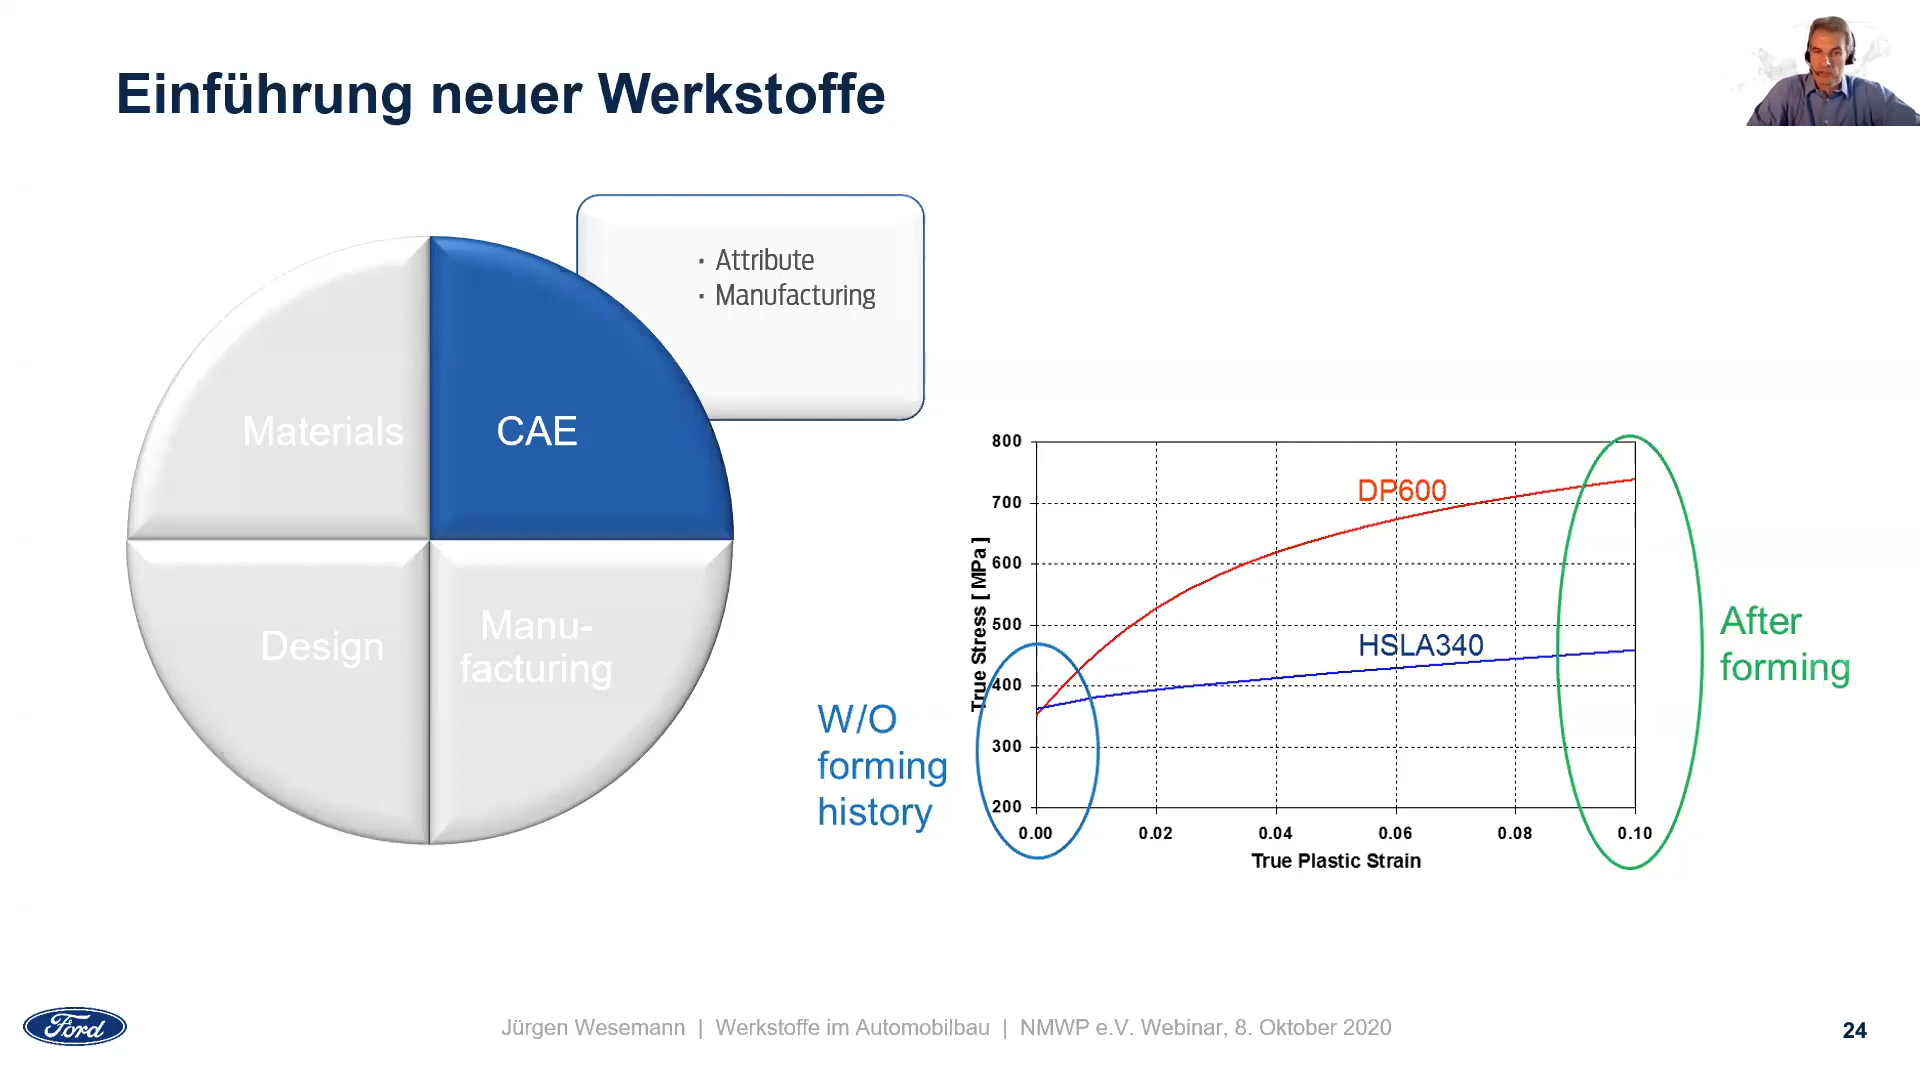 Einführung neuer Werkstoffe
• Attribute
• Manufacturing
Materials
CAE
Design
Manu-
facturing
800
700
600
500
400
300
200
True Stress [ MPa ]
DP600
HSLA340
0.00
0.02
0.04
0.06
0.08
0.10
True Plastic Strain
W/O
forming
history
After
forming
Ford
Jürgen Wesemann | Werkstoffe im Automobilbau | NMWP e.V. Webinar, 8. Oktober 2020
24